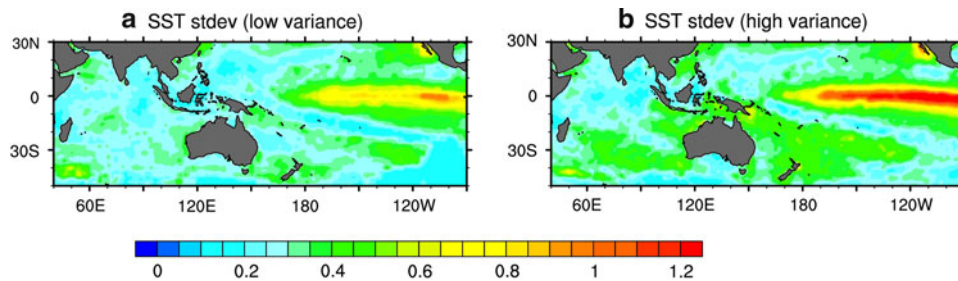 a SST stdev (low variance)
b SST stdev (high variance)
30N
30N
0
0
30S
30S
60E 120E 180 120W
60E 120E 180 120W
0 0.2 0.4 0.6 0.8 1 1.2